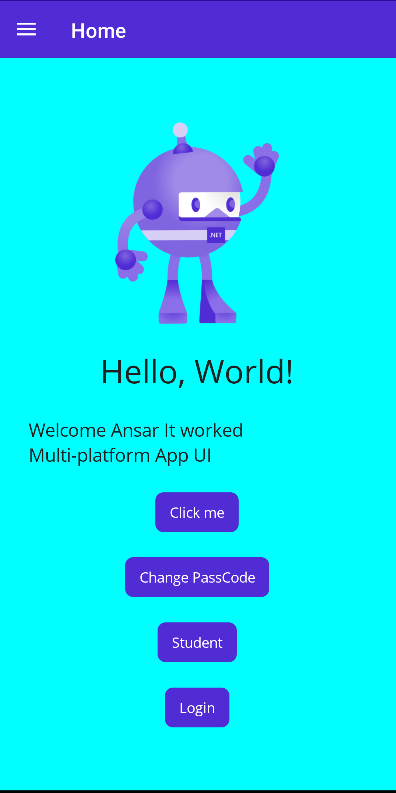 Home
.NET
Hello, World!
Welcome Ansar It worked
Multi-platform App UI
Click me
Change PassCode
Student
Login